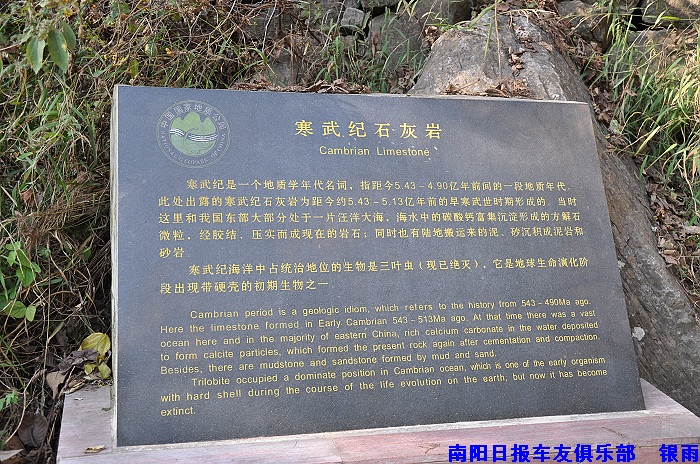 中国国家地质公园
寒武纪石灰岩
Cambrian Limestone
寒武纪是一个地质学年代名词，指距今5.43－4.90亿年前间的一段地质年代。
此处出露的寒武纪石灰岩为距今约5.43－5.13亿年前的早寒武世时期形成的，当时
这里和我国东部大部分处于一片汪洋大海，海水中的碳酸钙富集沉淀形成的方解石
微粒，经胶结、压实而成现在的岩石；同时也有陆地搬运来的泥、砂沉积成泥岩和
砂岩。
寒武纪海洋中占统治地位的生物是三叶虫（现已绝灭），它是地球生命演化阶
段出现带硬壳的初期生物之一
Cambrian period is a geologic idiom, which refers to the history from 543－490Ma ago.
Here the limestone formed in Early Cambrian 543－513Ma ago. At that time there was a vast
ocean here and in the majority of eastern China, rich calcium carbonate in the water deposited
to form calcite particles, which formed the present rock again after cementation and compaction.
Besides, there are mudstone and sandstone formed by mud and sand.
Trilobite occupied a dominate position in Cambrian ocean, which is one of the early organism
with hard shell during the course of the life evolution on the earth, but now it has become
extinct.
南阳日报车友俱乐部 银雨